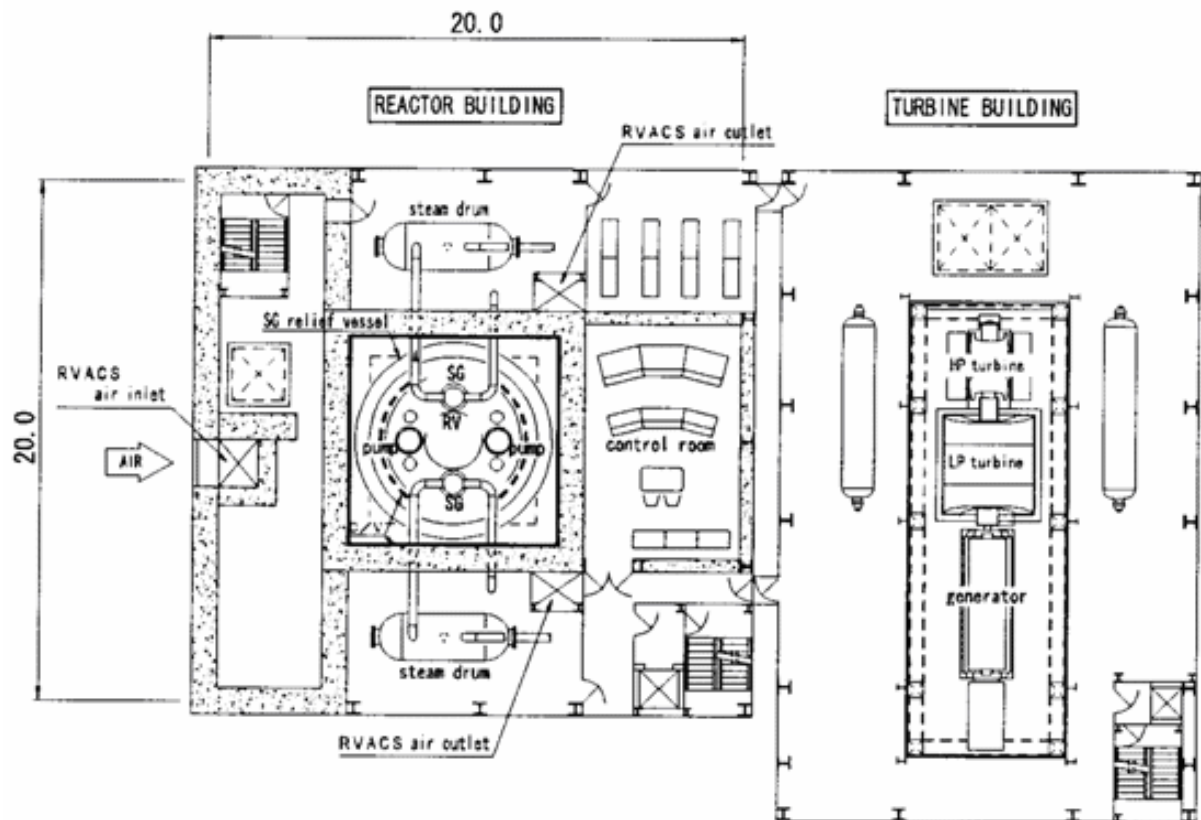 20.0
REACTOR BUILDING
TURBINE BUILDING
RVACS air outlet
steam drum
SG relief vessel
RVACS
air inlet
20.0
AIR
SG
RV
pump
pump
SG
control room
HP turbine
LP turbine
generator
steam drum
RVACS air outlet